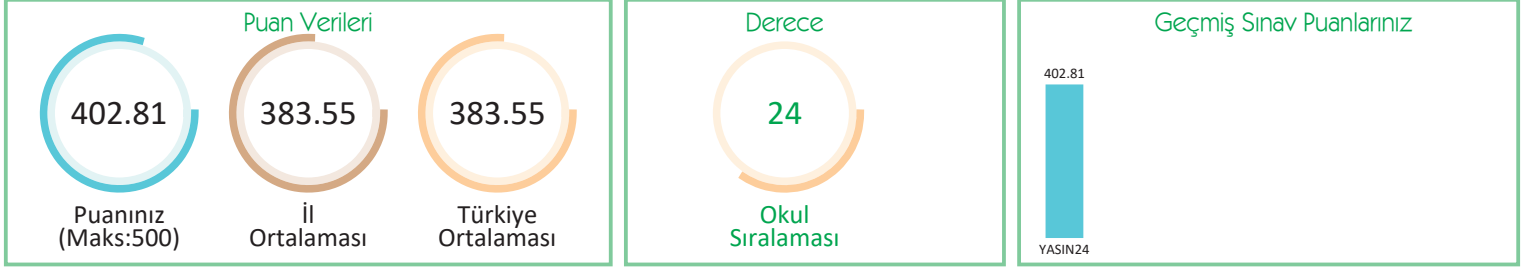 Puan Verileri
402.81
383.55
383.55
Puanınız
(Maks:500)
İl
Ortalaması
Türkiye
Ortalaması
Derece
24
Okul
Sıralaması
Geçmiş Sınav Puanlarınız
402.81
YASIN24